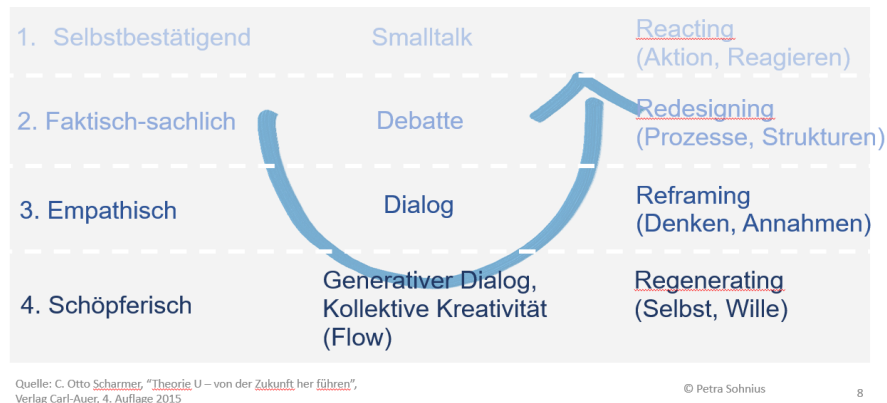 1. Selbstbestätigend
Smalltalk
Reacting
(Aktion, Reagieren)
2. Faktisch-sachlich
Debatte
Redesigning
(Prozesse, Strukturen)
3. Empathisch
Dialog
Reframing
(Denken, Annahmen)
4. Schöpferisch
Generativer Dialog,
Kollektive Kreativität
(Flow)
Regenerating
(Selbst, Wille)
Quelle: C. Otto Scharmer, “Theorie U – von der Zukunft her führen”,
Verlag Carl-Auer, 4. Auflage 2015
© Petra Sohnius
8